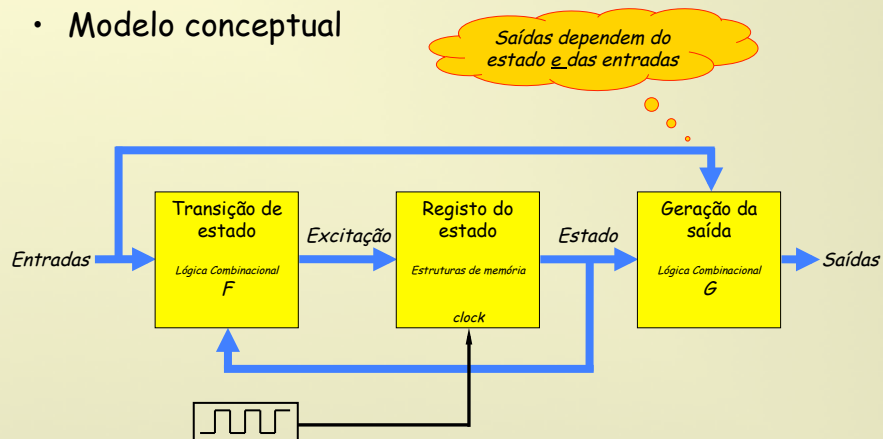 • Modelo conceptual
Saídas dependem do
estado e das entradas
Transição de
estado
Lógica Combinacional
F
Registo do
estado
Estruturas de memória
clock
Geração da
saída
Lógica Combinacional
G
Entradas
Excitação
Estado
Saídas